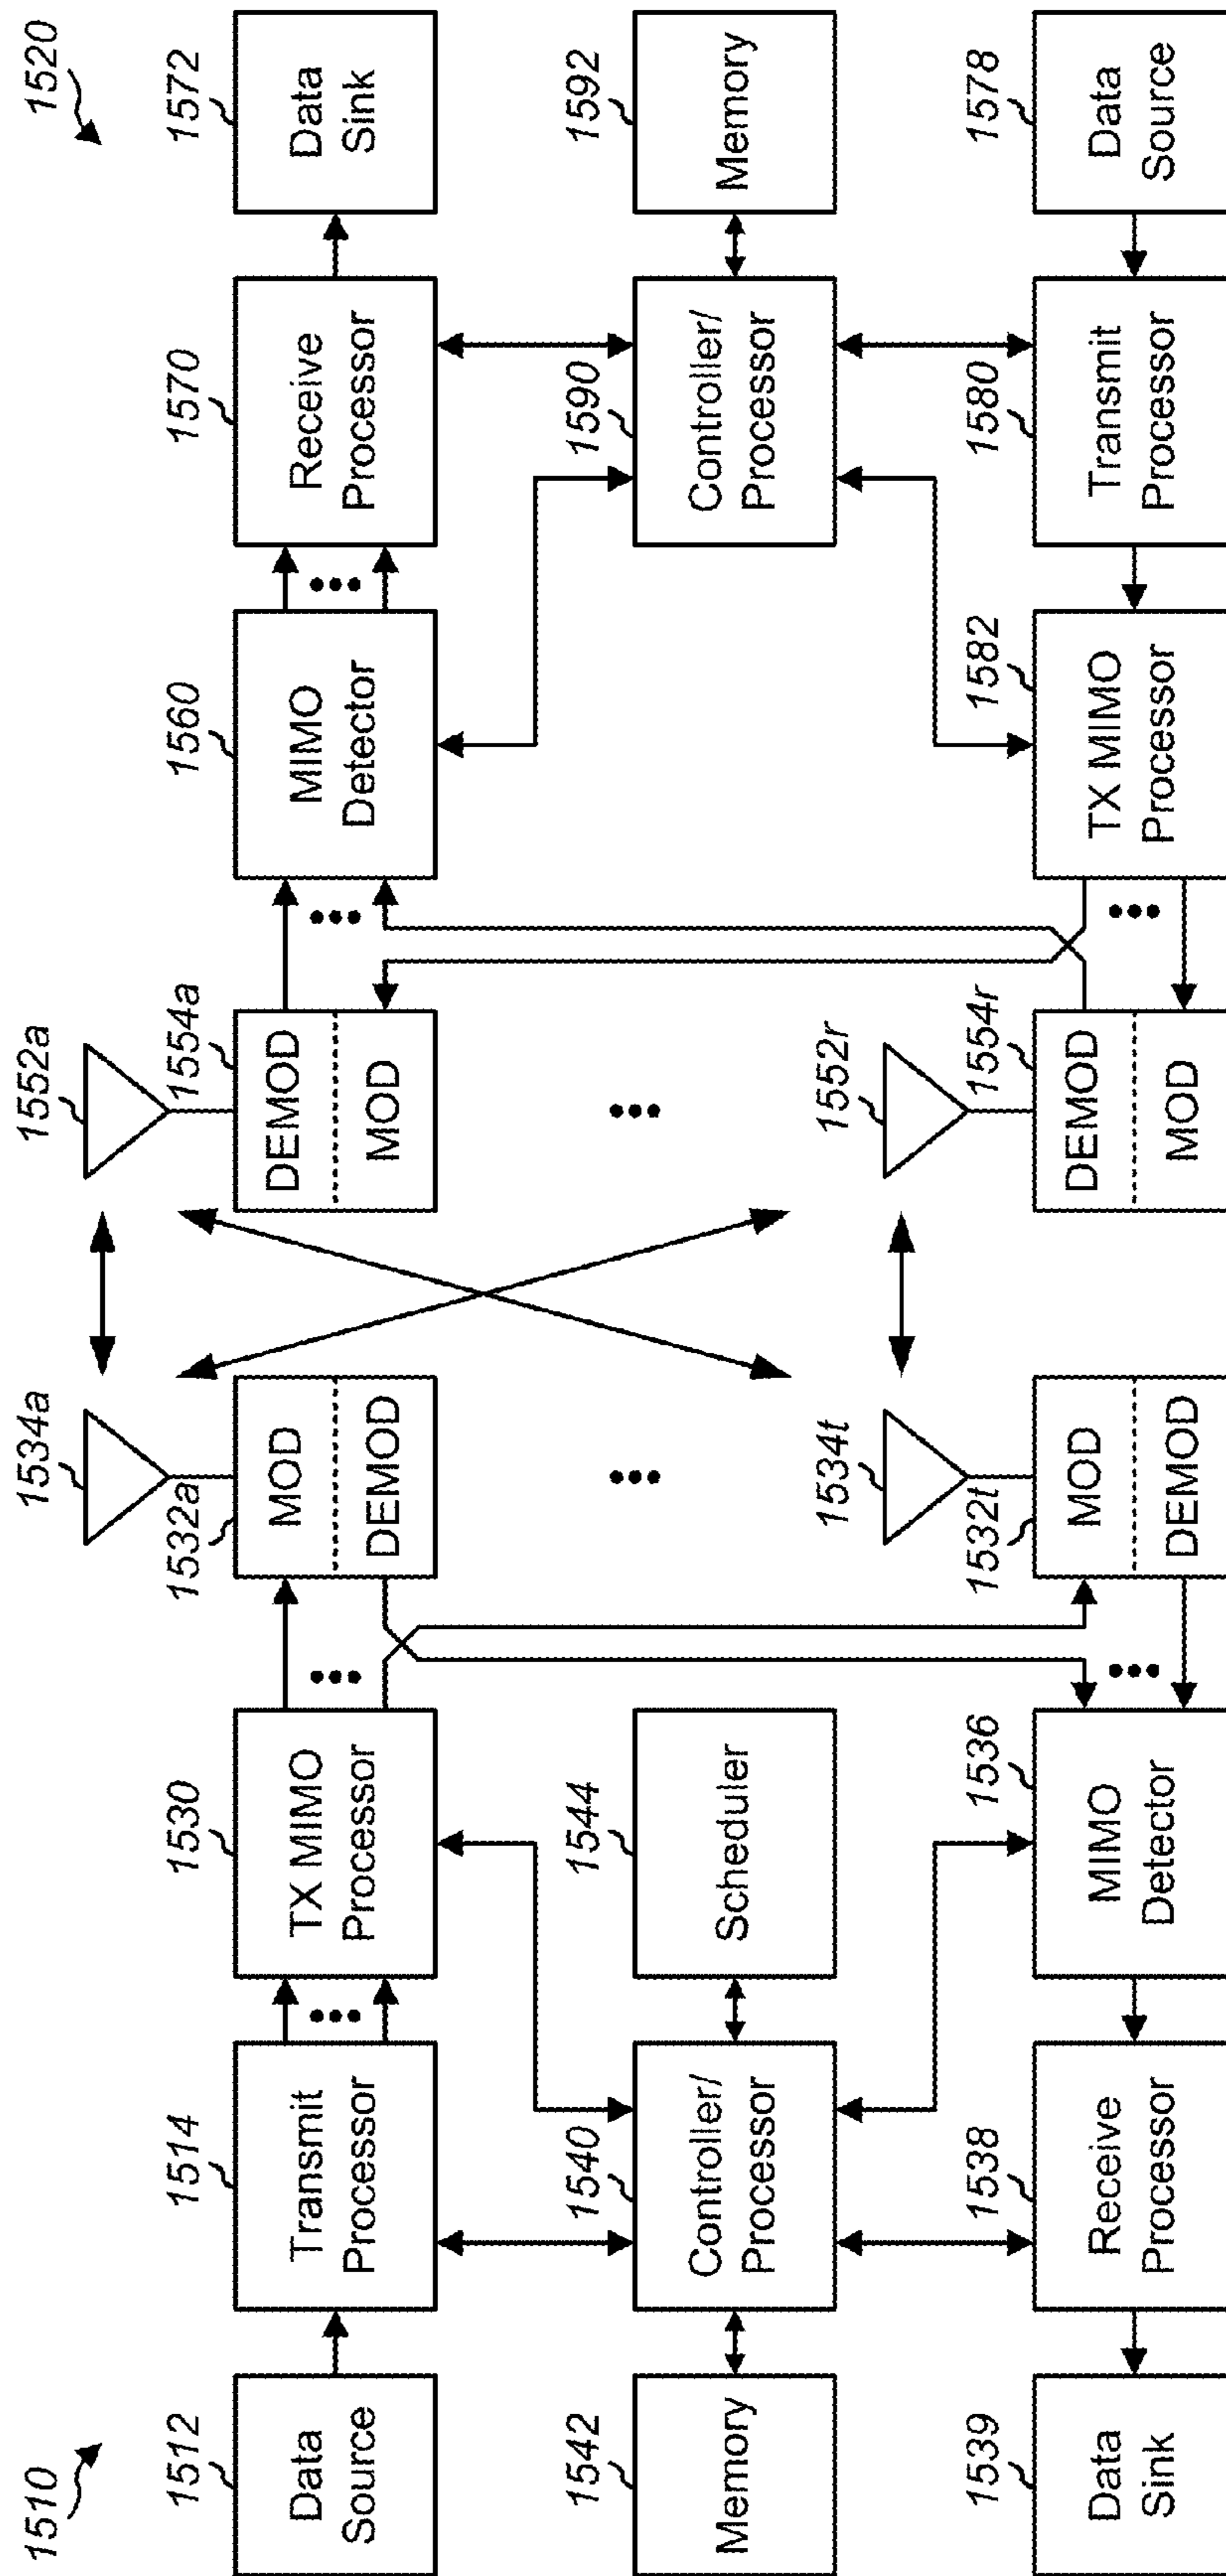 1510
1520
1512
Data
Source
1514
Transmit
Processor
1530
TX MIMO
Processor
1534a
1532a
MOD
DEMOD
1552a
1554a
DEMOD
MOD
1560
MIMO
Detector
1570
Receive
Processor
1572
Data
Sink
1542
Memory
1540
Controller/
Processor
1544
Scheduler
1590
Controller/
Processor
1592
Memory
1539
Data
Sink
1538
Receive
Processor
1536
MIMO
Detector
1534t
1532t
MOD
DEMOD
1552r
1554r
DEMOD
MOD
1582
TX MIMO
Processor
1580
Transmit
Processor
1578
Data
Source